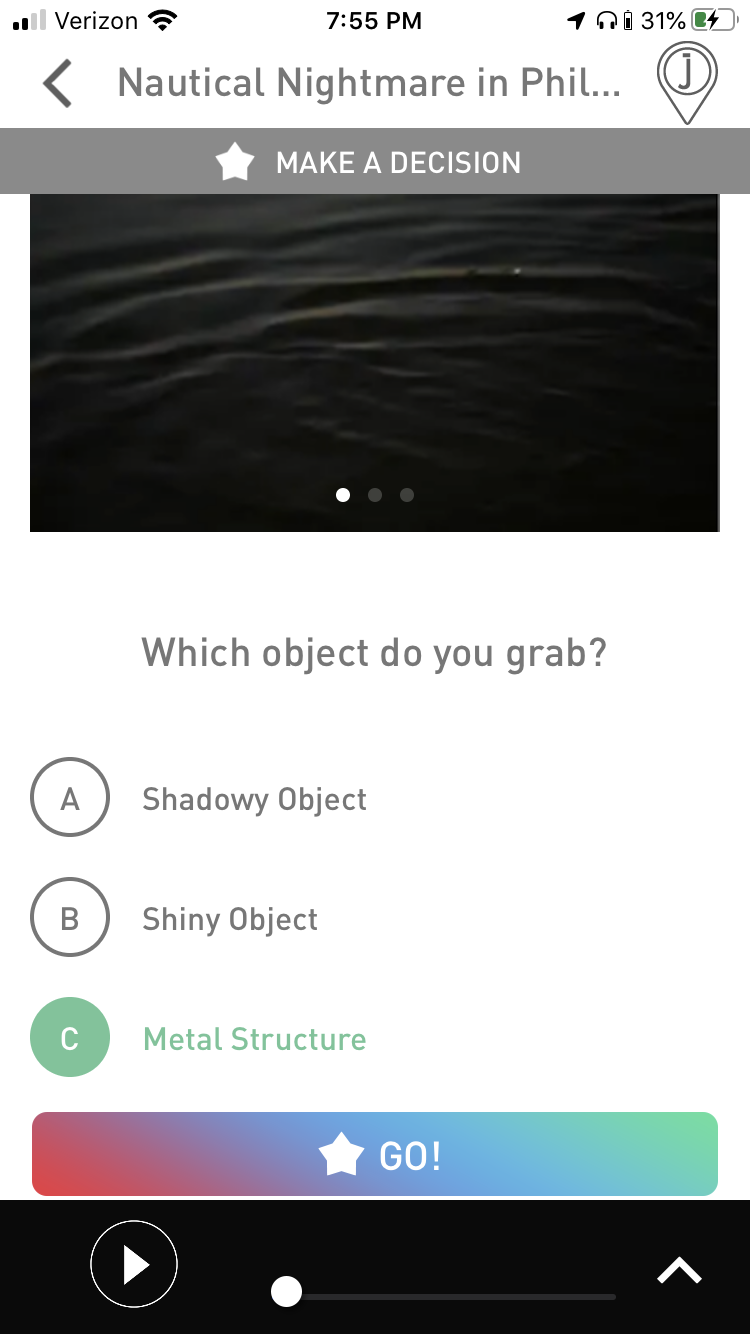 Verizon 7:55 PM 31%
Nautical Nightmare in Phil...
j
MAKE A DECISION
Which object do you grab?
A Shadowy Object
B Shiny Object
C Metal Structure
GO!